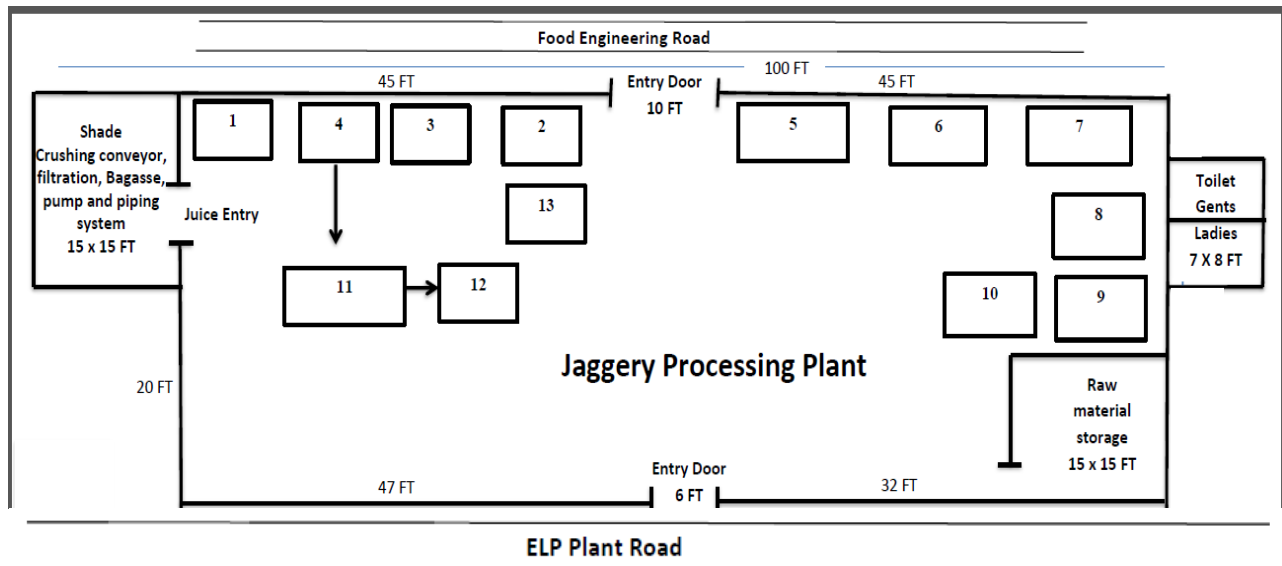 Food Engineering Road
100 FT
45 FT
Entry Door
10 FT
45 FT
Shade
Crushing conveyor,
filtration, Bagasse,
pump and piping
system
15 x 15 FT
Juice Entry
1
4
3
2
5
6
7
13
8
11
12
10
9
Toilet
Gents
Ladies
7 X 8 FT
Jaggery Processing Plant
20 FT
Raw
material
storage
15 x 15 FT
47 FT
Entry Door
6 FT
32 FT
ELP Plant Road